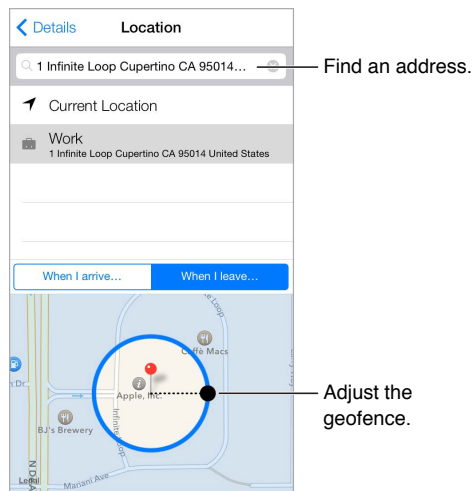 Details
Location
1 Infinite Loop Cupertino CA 95014…
Find an address.
Current Location
Work
1 Infinite Loop Cupertino CA 95014 United States
When I arrive…
When I leave…
Loop
Caffè Macs
n Dr
Apple, Inc.
Adjust the
geofence.
BJ's Brewery
Infinite Loop
N D
Legal
Mariani Ave